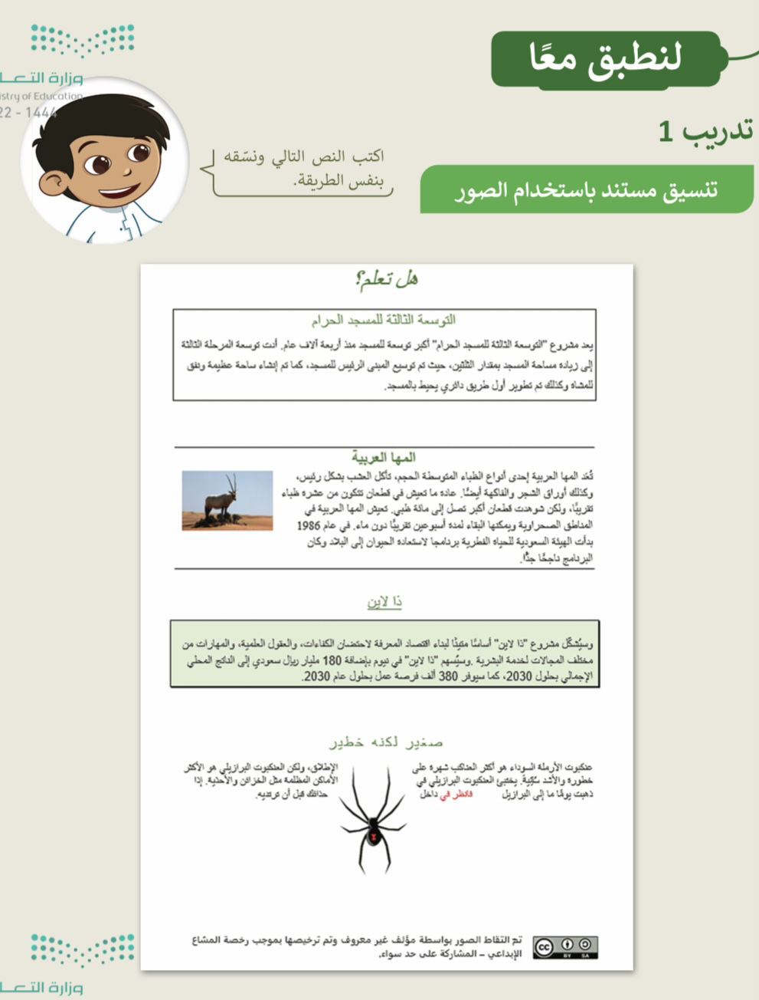 وزارة التعـلـ
istry of Education
22 - 1444
لنطبق معًا
تدريب 1
تنسيق مستند باستخدام الصور
اكتب النص التالي ونسّقه
بنفس الطريقة.
هل تعلم؟
التوسعة الثالثة للمسجد الحرام
يعد مشروع "التوسعة الثالثة للمسجد الحرام" أكبر توسعة للمسجد منذ أربعة آلاف عام. أدت توسعة المرحلة الثالثة
إلى زيادة مساحة المسجد بمقدار الثلثين، حيث تم توسيع المبنى الرئيس للمسجد، كما تم إنشاء ساحة عظيمة ونفق
للمشاه وكذلك تم تطوير أول طريق دائري يحيط بالمسجد.
المها العربية
تُعَد المها العربية إحدى أنواع الظباء المتوسطة الحجم، تأكل العشب بشكل رئيس،
وكذلك أوراق الشجر والفاكهة أيضًا. عادة ما تعيش في قطعان تتكون من عشرة ظباء
تقريبًا، ولكن شوهدت قطعان أكبر تصل إلى مائة ظبي. تعيش المها العربية في
المناطق الصحراوية ويمكنها البقاء لمدة أسبوعين تقريبًا دون ماء. في عام 1986
بدأت الهيئة السعودية للحياة الفطرية برنامجا لاستعادة الحيوان إلى البلاد وكان
البرنامج ناجحًا جدًّا.
ذا لاين
وسيُشكّل مشروع "ذا لاين" أساسًا متينًا لبناء اقتصاد المعرفة لاحتضان الكفاءات، والعقول العلمية، والمهارات من
مختلف المجالات لخدمة البشرية .وسيُسهم "ذا لاين" في نيوم بإضافة 180 مليار ريال سعودي إلى الناتج المحلي
الإجمالي بحلول 2030، كما سيوفر 380 ألف فرصة عمل بحلول عام 2030.
صغير لكنه خطير
عنكبوت الأرملة السوداء هو أكثر العناكب شهرة على الإطلاق، ولكن العنكبوت البرازيلي هو الأكثر
خطورة والأشد سُمّيةً. يختبئ العنكبوت البرازيلي في الأماكن المظلمة مثل الخزائن والأحذية. إذا
ذهبت يومًا ما إلى البرازيل فانظر في داخل حذائك قبل أن ترتديه.
تم التقاط الصور بواسطة مؤلف غير معروف وتم ترخيصها بموجب رخصة المشاع
الإبداعي – المشاركة على حد سواء.
cc BY SA
وزارة التعـلـ